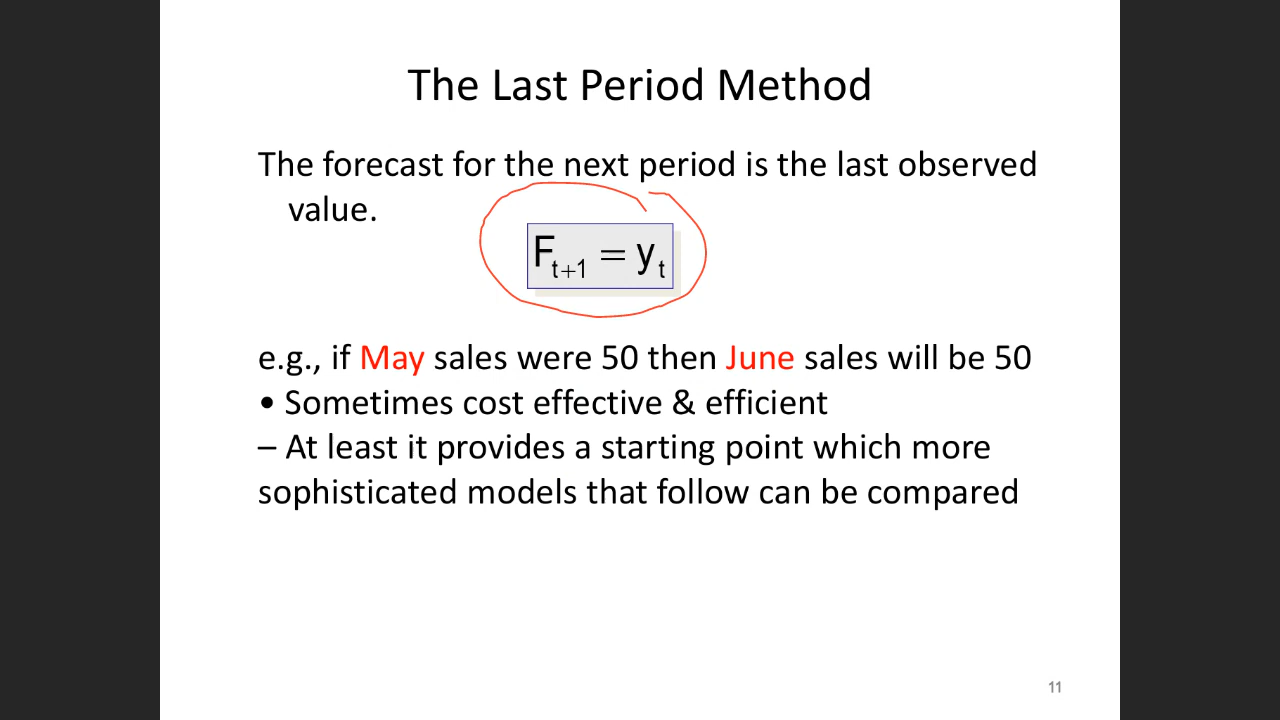 The Last Period Method
The forecast for the next period is the last observed
value.
Ft+1 = yt
e.g., if May sales were 50 then June sales will be 50
• Sometimes cost effective & efficient
– At least it provides a starting point which more
sophisticated models that follow can be compared
11